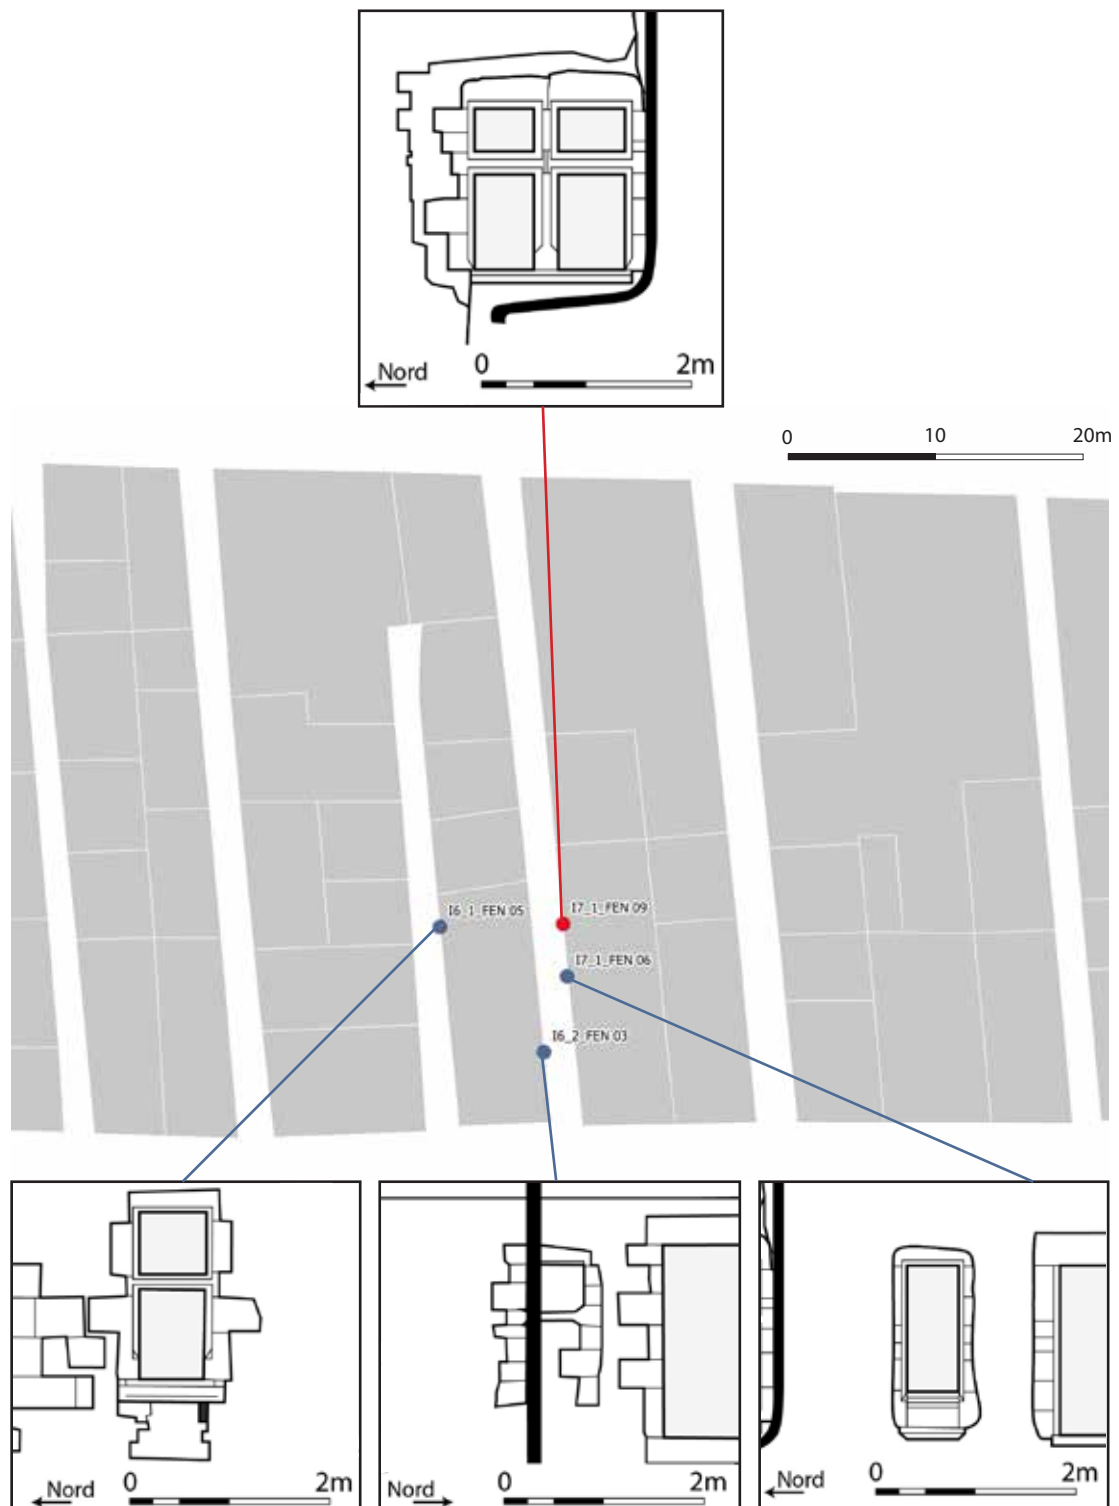 0 2m
Nord
0 10 20m
I6_1_FEN 05
I7_1_FEN 09
I7_1_FEN 06
I6_2_FEN 03
0 2m
Nord
0 2m
Nord
0 2m
Nord